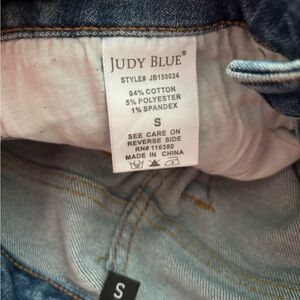 JUDY BLUE®
STYLE# JB150024
94% COTTON
5% POLYESTER
1% SPANDEX
S
SEE CARE ON
REVERSE SIDE
RN# 116380
MADE IN CHINA
S